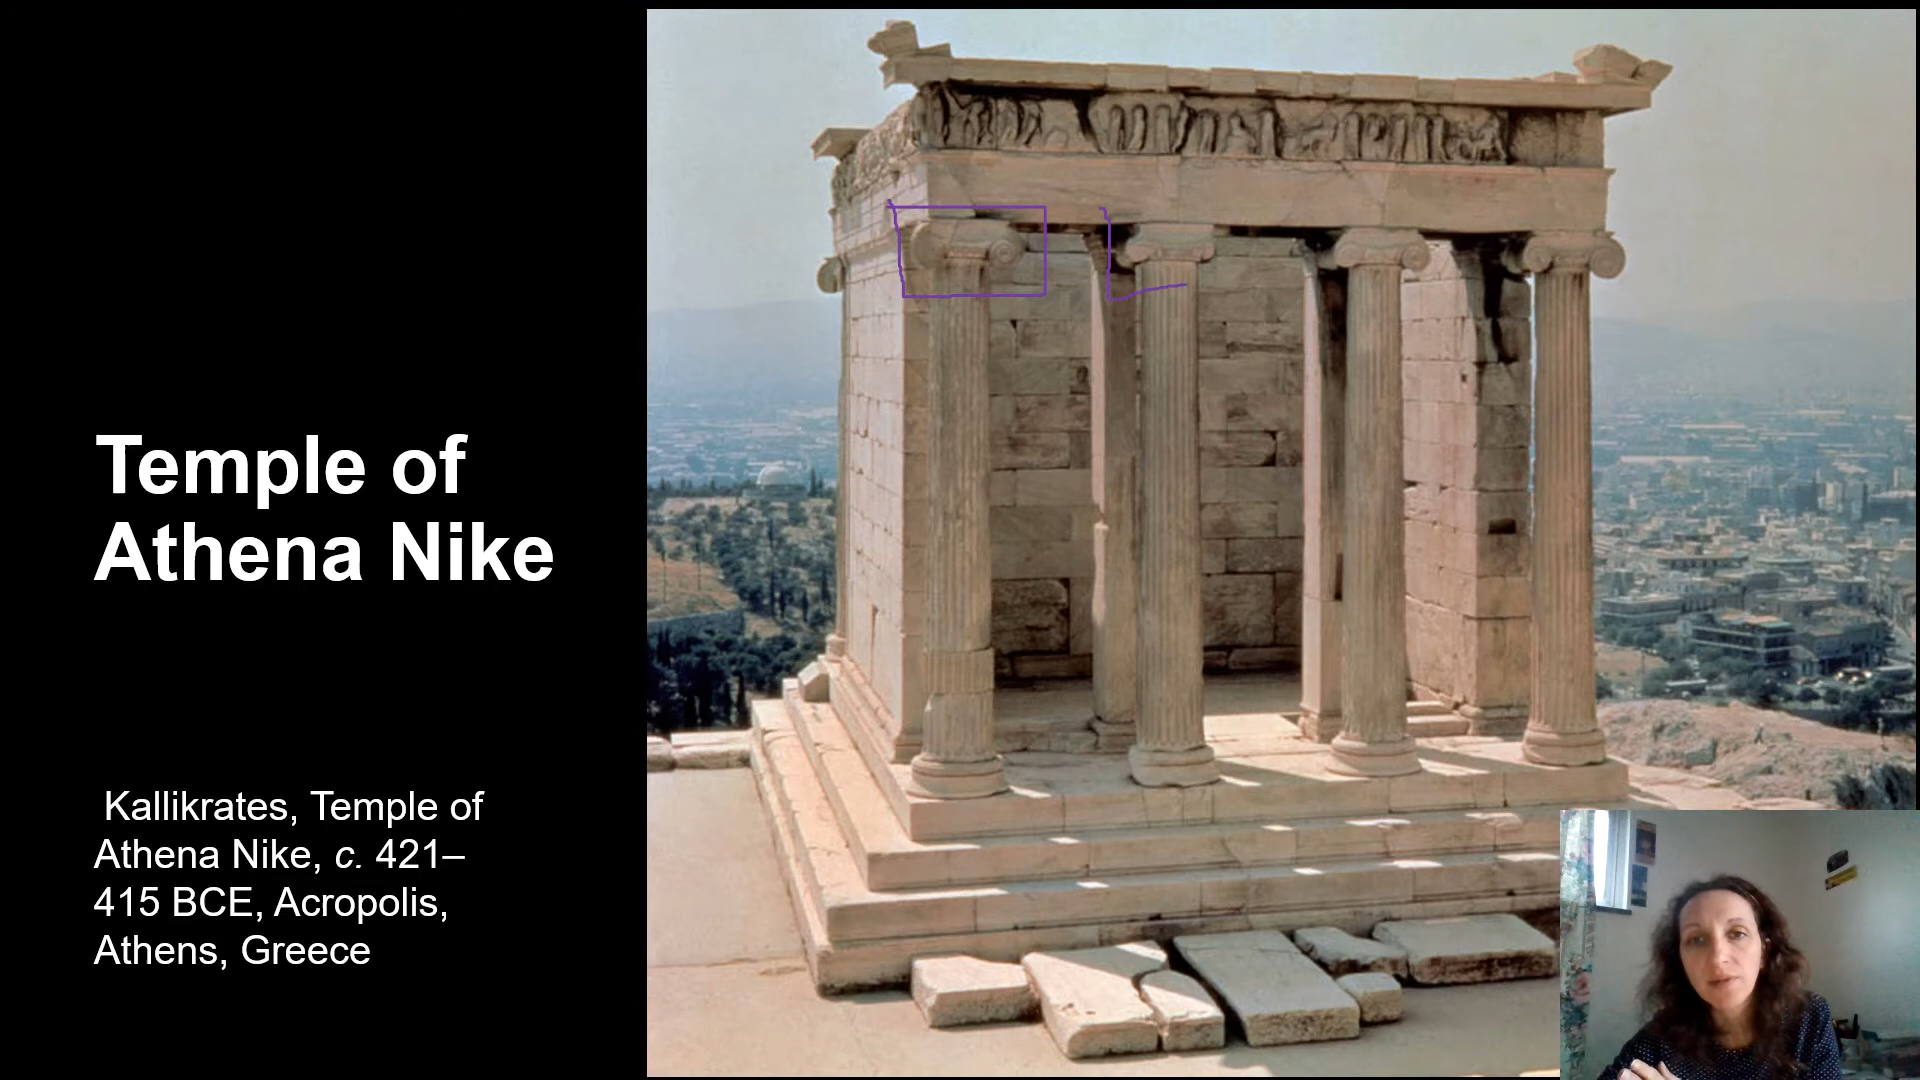 Temple of
Athena Nike
Kallikrates, Temple of
Athena Nike, c. 421–
415 BCE, Acropolis,
Athens, Greece